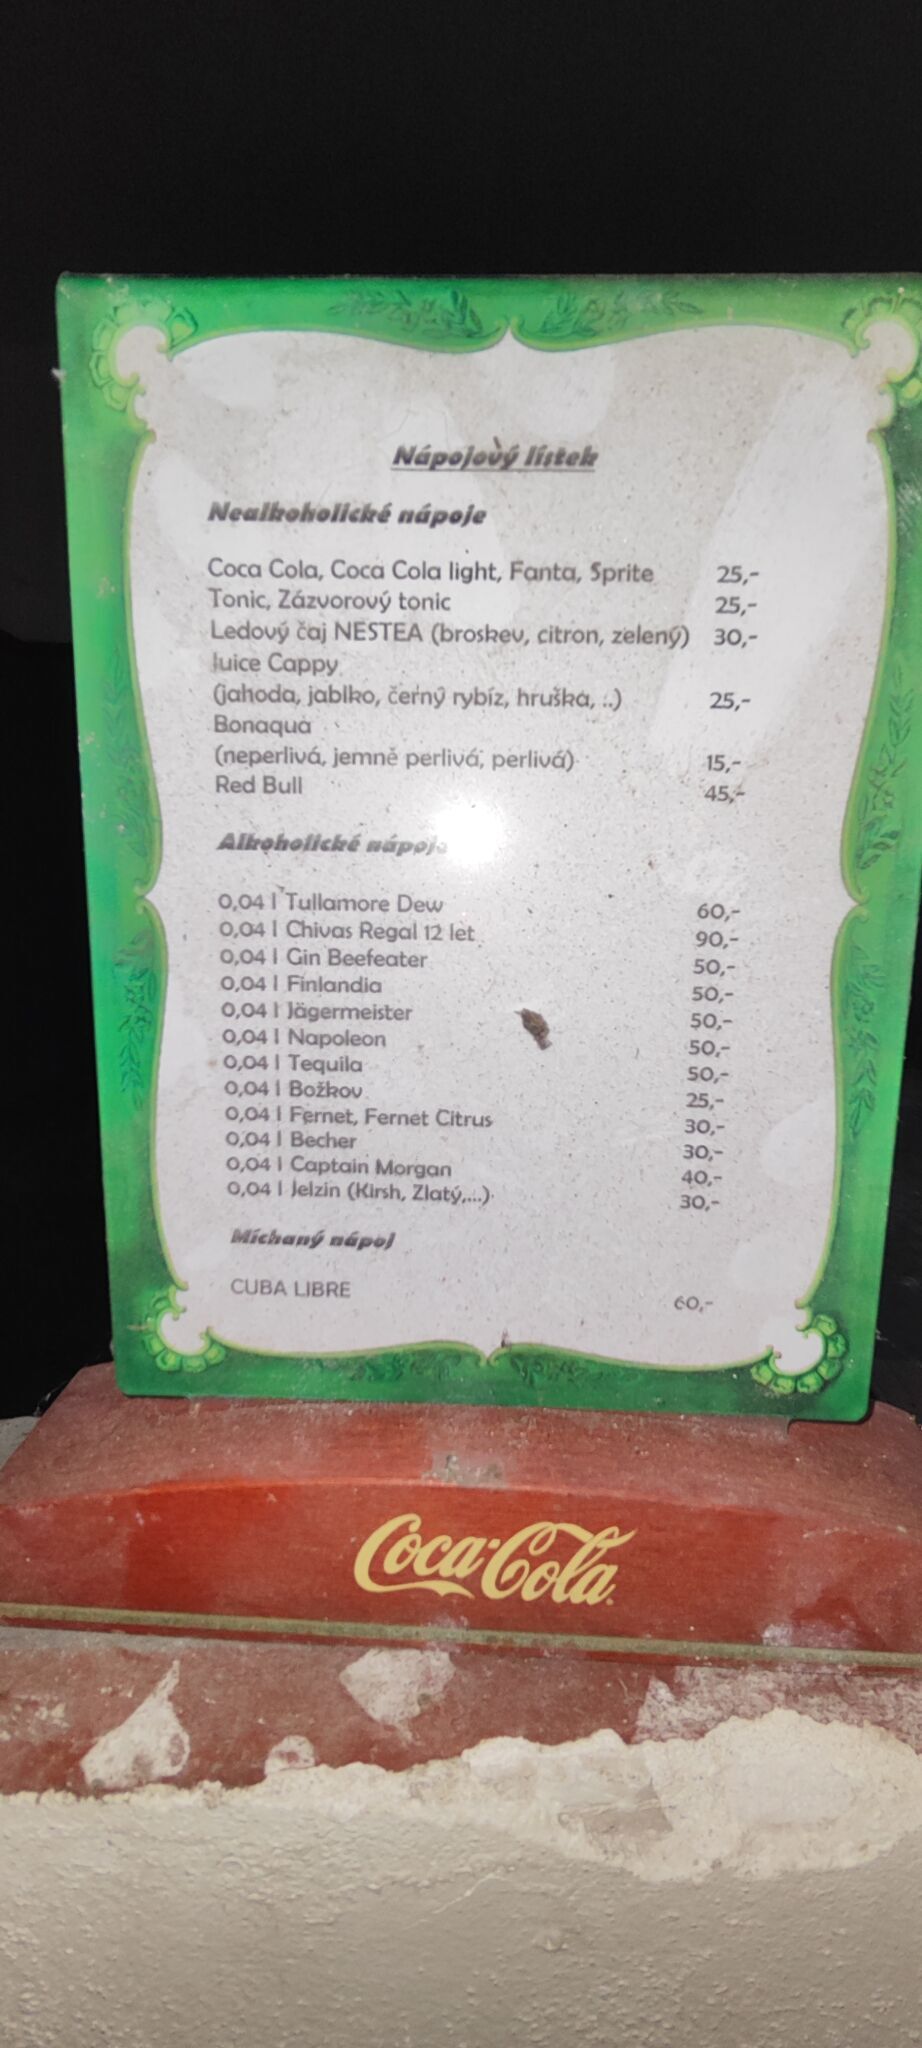 Nápojový lístek
Nealkoholické nápoje
Coca Cola, Coca Cola light, Fanta, Sprite 25,-
Tonic, Zázvorový tonic 25,-
Ledový čaj NESTEA (broskev, citron, zelený) 30,-
Juice Cappy
(jahoda, jablko, černý rybíz, hruška, ..) 25,-
Bonaqua
(neperlivá, jemně perlivá, perlivá) 15,-
Red Bull 45,-
Alkoholické nápoje
0,04 l Tullamore Dew 60,-
0,04 l Chivas Regal 12 let 90,-
0,04 l Gin Beefeater 50,-
0,04 l Finlandia 50,-
0,04 l Jägermeister 50,-
0,04 l Napoleon 50,-
0,04 l Tequila 50,-
0,04 l Božkov 25,-
0,04 l Fernet, Fernet Citrus 30,-
0,04 l Becher 30,-
0,04 l Captain Morgan 40,-
0,04 l Jelzin (Kirsh, Zlatý,...) 30,-
Míchaný nápoj
CUBA LIBRE 60,-
Coca-Cola